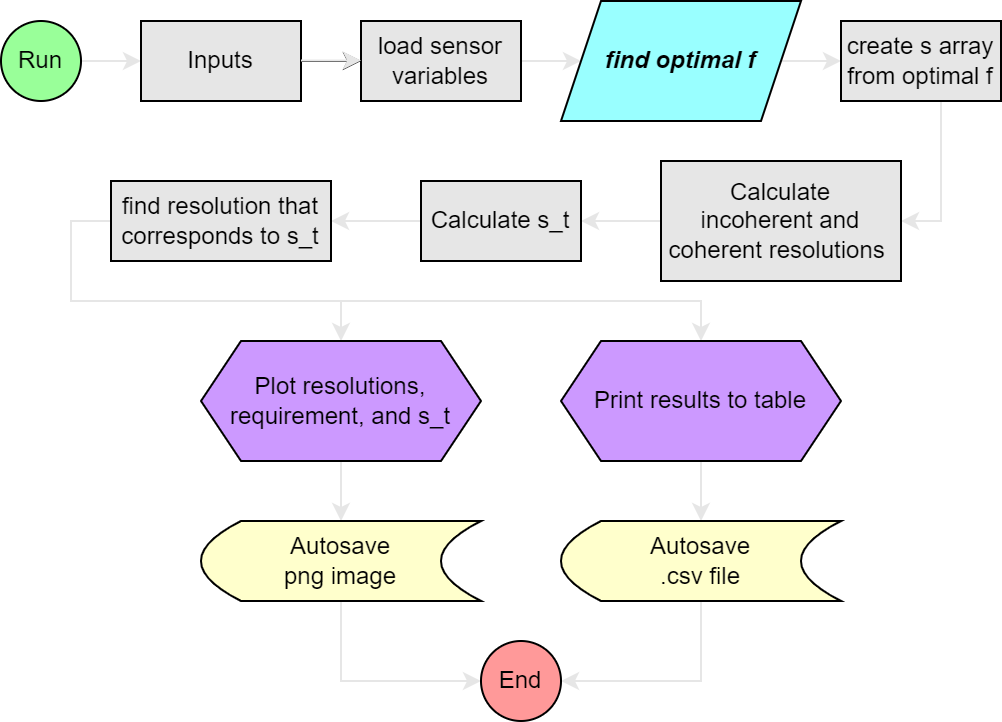 Run
Inputs
load sensor
variables
find optimal f
create s array
from optimal f
find resolution that
corresponds to s_t
Calculate s_t
Calculate
incoherent and
coherent resolutions
Plot resolutions,
requirement, and s_t
Print results to table
Autosave
png image
Autosave
.csv file
End